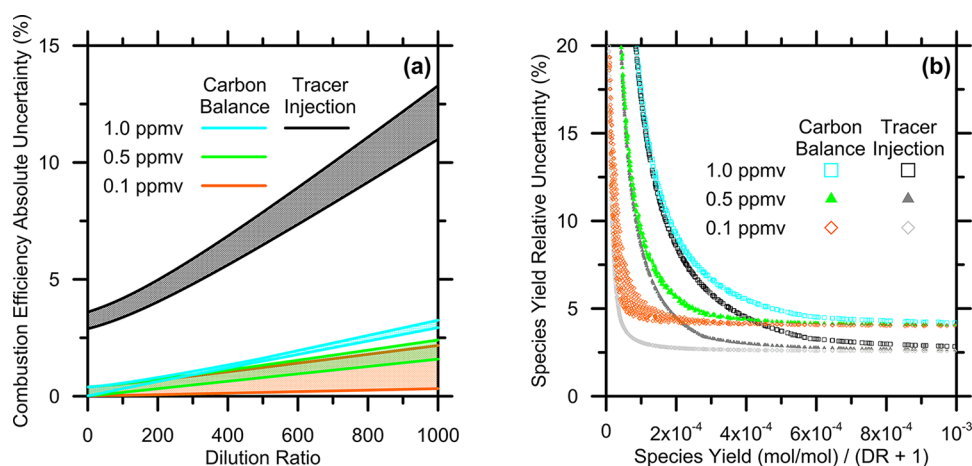 (a)
Combustion Efficiency Absolute Uncertainty (%)
15
10
5
0
Carbon Balance
Tracer Injection
1.0 ppmv
0.5 ppmv
0.1 ppmv
0 200 400 600 800 1000
Dilution Ratio
(b)
Species Yield Relative Uncertainty (%)
20
15
10
5
0
Carbon Balance
Tracer Injection
1.0 ppmv
0.5 ppmv
0.1 ppmv
0 2x10⁻⁴ 4x10⁻⁴ 6x10⁻⁴ 8x10⁻⁴ 10⁻³
Species Yield (mol/mol) / (DR + 1)